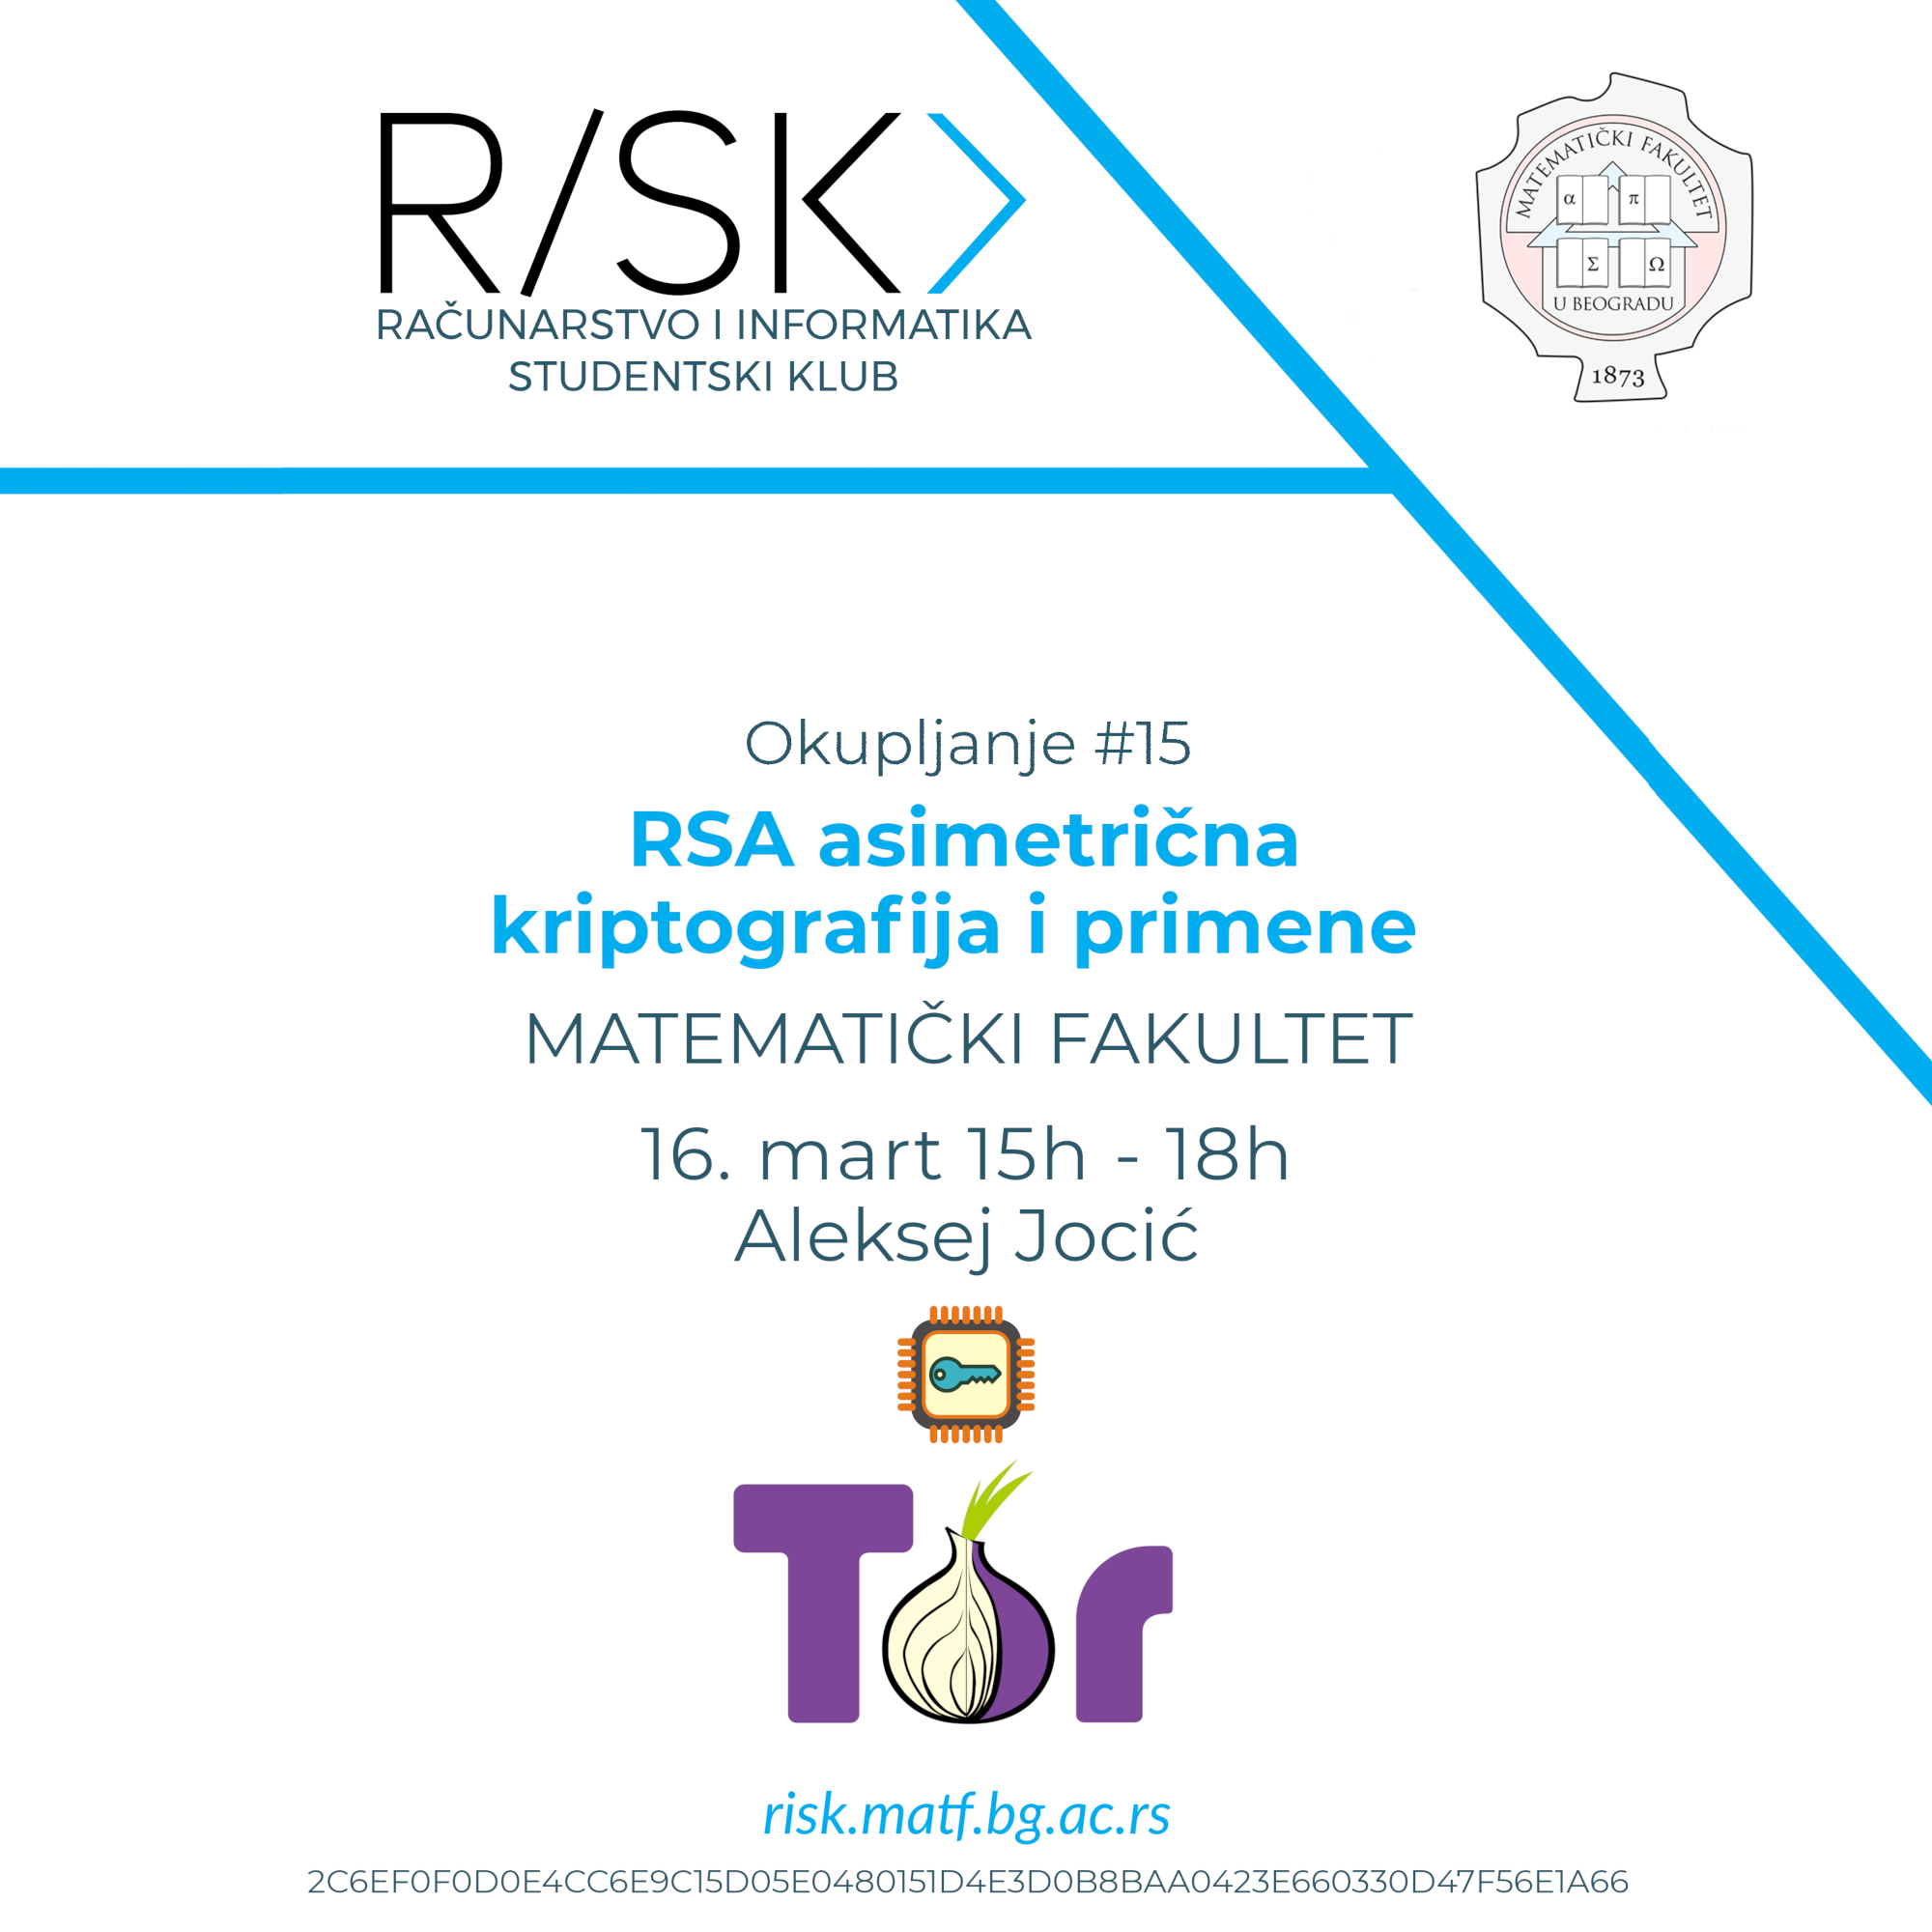 R/SK>
RAČUNARSTVO I INFORMATIKA
STUDENTSKI KLUB
MATEMATIČKI FAKULTET
α π
Σ Ω
U BEOGRADU
1873
Okupljanje #15
RSA asimetrična
kriptografija i primene
MATEMATIČKI FAKULTET
16. mart 15h - 18h
Aleksej Jocić
Tor
risk.matf.bg.ac.rs
2C6EF0F0D0E4CC6E9C15D05E0480151D4E3D0B8BAA0423E660330D47F56E1A66